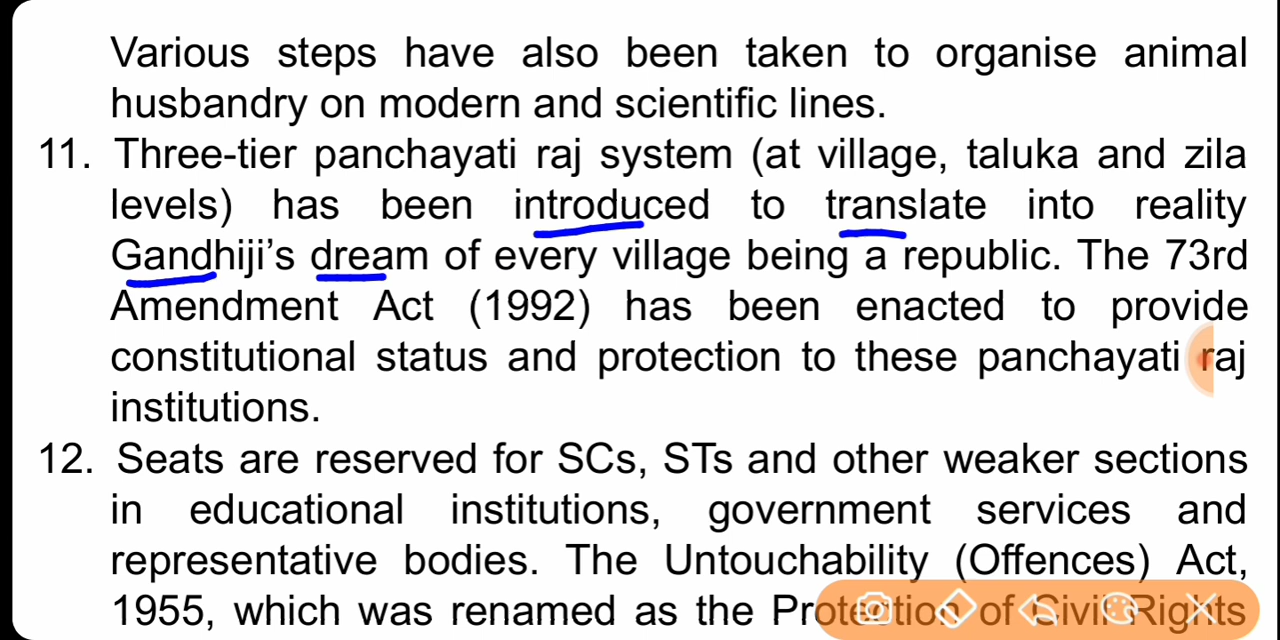 Various steps have also been taken to organise animal
husbandry on modern and scientific lines.
11. Three-tier panchayati raj system (at village, taluka and zila
levels) has been introduced to translate into reality
Gandhiji’s dream of every village being a republic. The 73rd
Amendment Act (1992) has been enacted to provide
constitutional status and protection to these panchayati raj
institutions.
12. Seats are reserved for SCs, STs and other weaker sections
in educational institutions, government services and
representative bodies. The Untouchability (Offences) Act,
1955, which was renamed as the Protection of Civil Rights